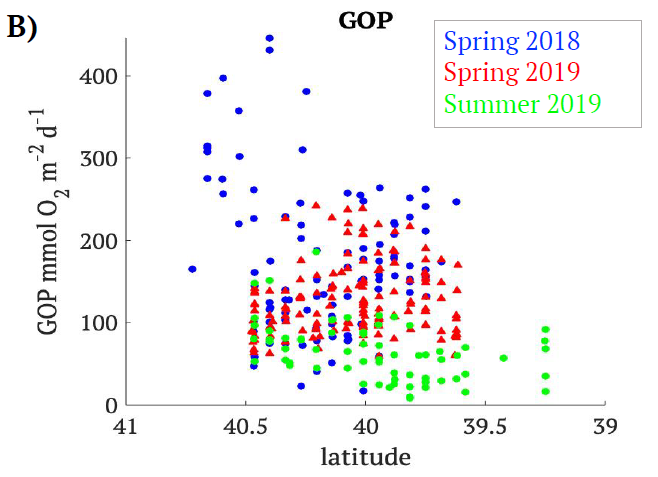 B)
GOP
Spring 2018
Spring 2019
Summer 2019
GOP mmol O₂ m⁻² d⁻¹
400
300
200
100
0
41
40.5
40
39.5
39
latitude